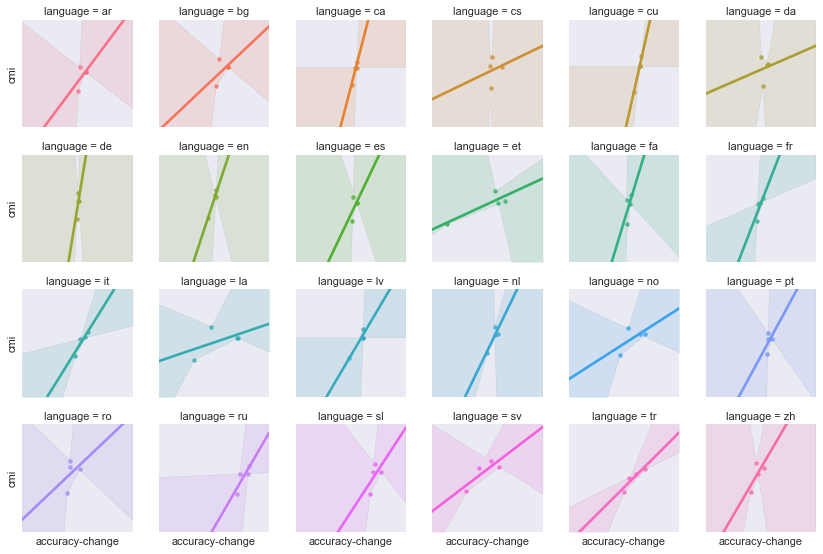 language = ar
language = bg
language = ca
language = cs
language = cu
language = da
cmi
language = de
language = en
language = es
language = et
language = fa
language = fr
cmi
language = it
language = la
language = lv
language = nl
language = no
language = pt
cmi
language = ro
language = ru
language = sl
language = sv
language = tr
language = zh
cmi
accuracy-change
accuracy-change
accuracy-change
accuracy-change
accuracy-change
accuracy-change